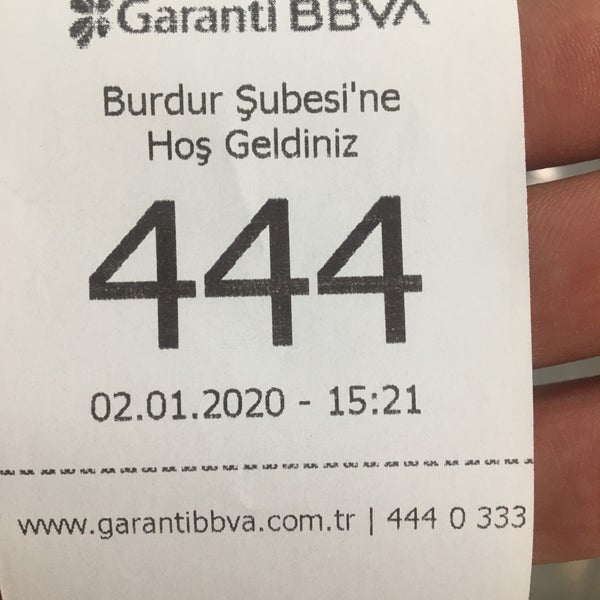 Garanti BBVA
Burdur Şubesi'ne
Hoş Geldiniz
444
02.01.2020 - 15:21
www.garantibbva.com.tr | 444 0 333